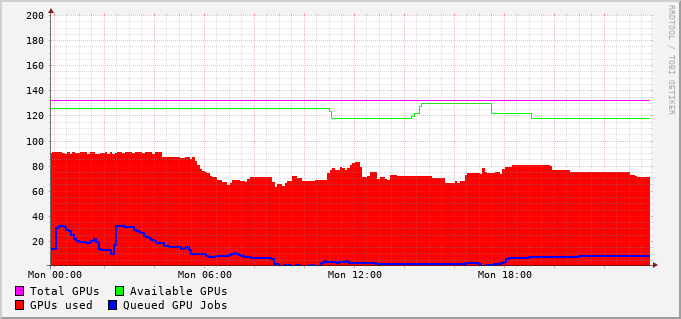 200
180
160
140
120
100
80
60
40
20
Mon 00:00 Mon 06:00 Mon 12:00 Mon 18:00
Total GPUs Available GPUs
GPUs used Queued GPU Jobs
RRDTOOL / TOBI OETIKER